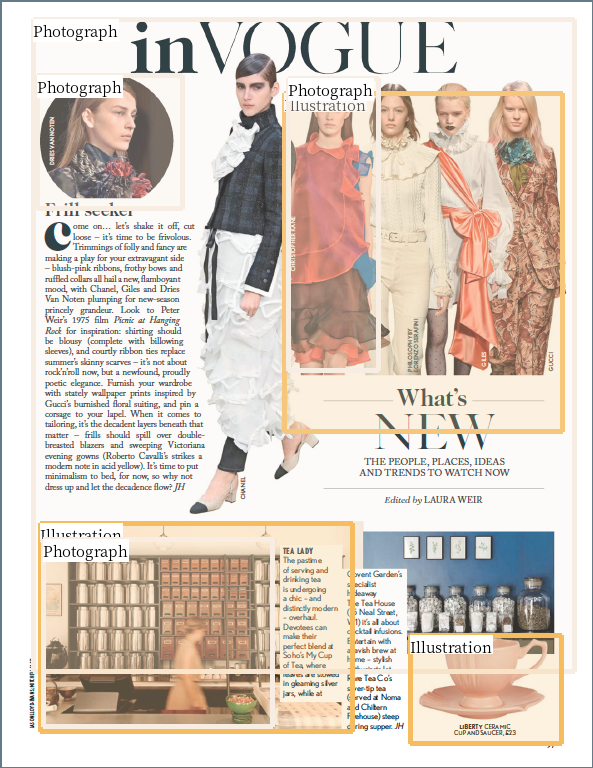 Photograph
inVOGUE
Photograph
Photograph
Illustration
DRIES VAN NOTEN
Frill seeker
Come on... let's shake it off, cut
loose – it's time to be frivolous.
Trimmings of folly and fancy are
making a play for your extravagant side
– blush-pink ribbons, frothy bows and
ruffled collars all hail a new, flamboyant
mood, with Chanel, Giles and Dries
Van Noten plumping for new-season
princely grandeur. Look to Peter
Weir's 1975 film Picnic at Hanging
Rock for inspiration: shirting should
be blousy (complete with billowing
sleeves), and courtly ribbon ties replace
summer's skinny scarves – it's not about
rock'n'roll now, but a newfound, proudly
poetic elegance. Furnish your wardrobe
with stately wallpaper prints inspired by
Gucci's burnished floral suiting, and pin a
corsage to your lapel. When it comes to
tailoring, it's the decadent layers beneath that
matter – frills should spill over double-
breasted blazers and sweeping Victoriana
evening gowns (Roberto Cavalli's strikes a
modern note in acid yellow). It's time to put
minimalism to bed, for now, so why not
dress up and let the decadence flow? JH
CHANEL
CHRISTOPHER KANE
PHILOSOPHY BY
LORENZO SERAFINI
GILES
GUCCI
What's
NEW
THE PEOPLE, PLACES, IDEAS
AND TRENDS TO WATCH NOW
Edited by LAURA WEIR
Illustration
Photograph
TEA LADY
The pastime
of serving and
drinking tea
is undergoing
a chic – and
distinctly modern
– overhaul.
Devotees can
make their
perfect blend at
Soho's My Cup
of Tea, where
leaves are stowed
in gleaming silver
jars, while at
Covent Garden's
specialist
hideaway
The Tea House
(15 Neal Street,
W1) it's all about
cocktail infusions.
Entertain with
a lavish brew at
home – stylish
Rare Tea Co's
silver-tip tea
(served at Noma
and Chiltern
Firehouse) steep
during supper. JH
Illustration
LIBERTY CERAMIC
CUP AND SAUCER, £23